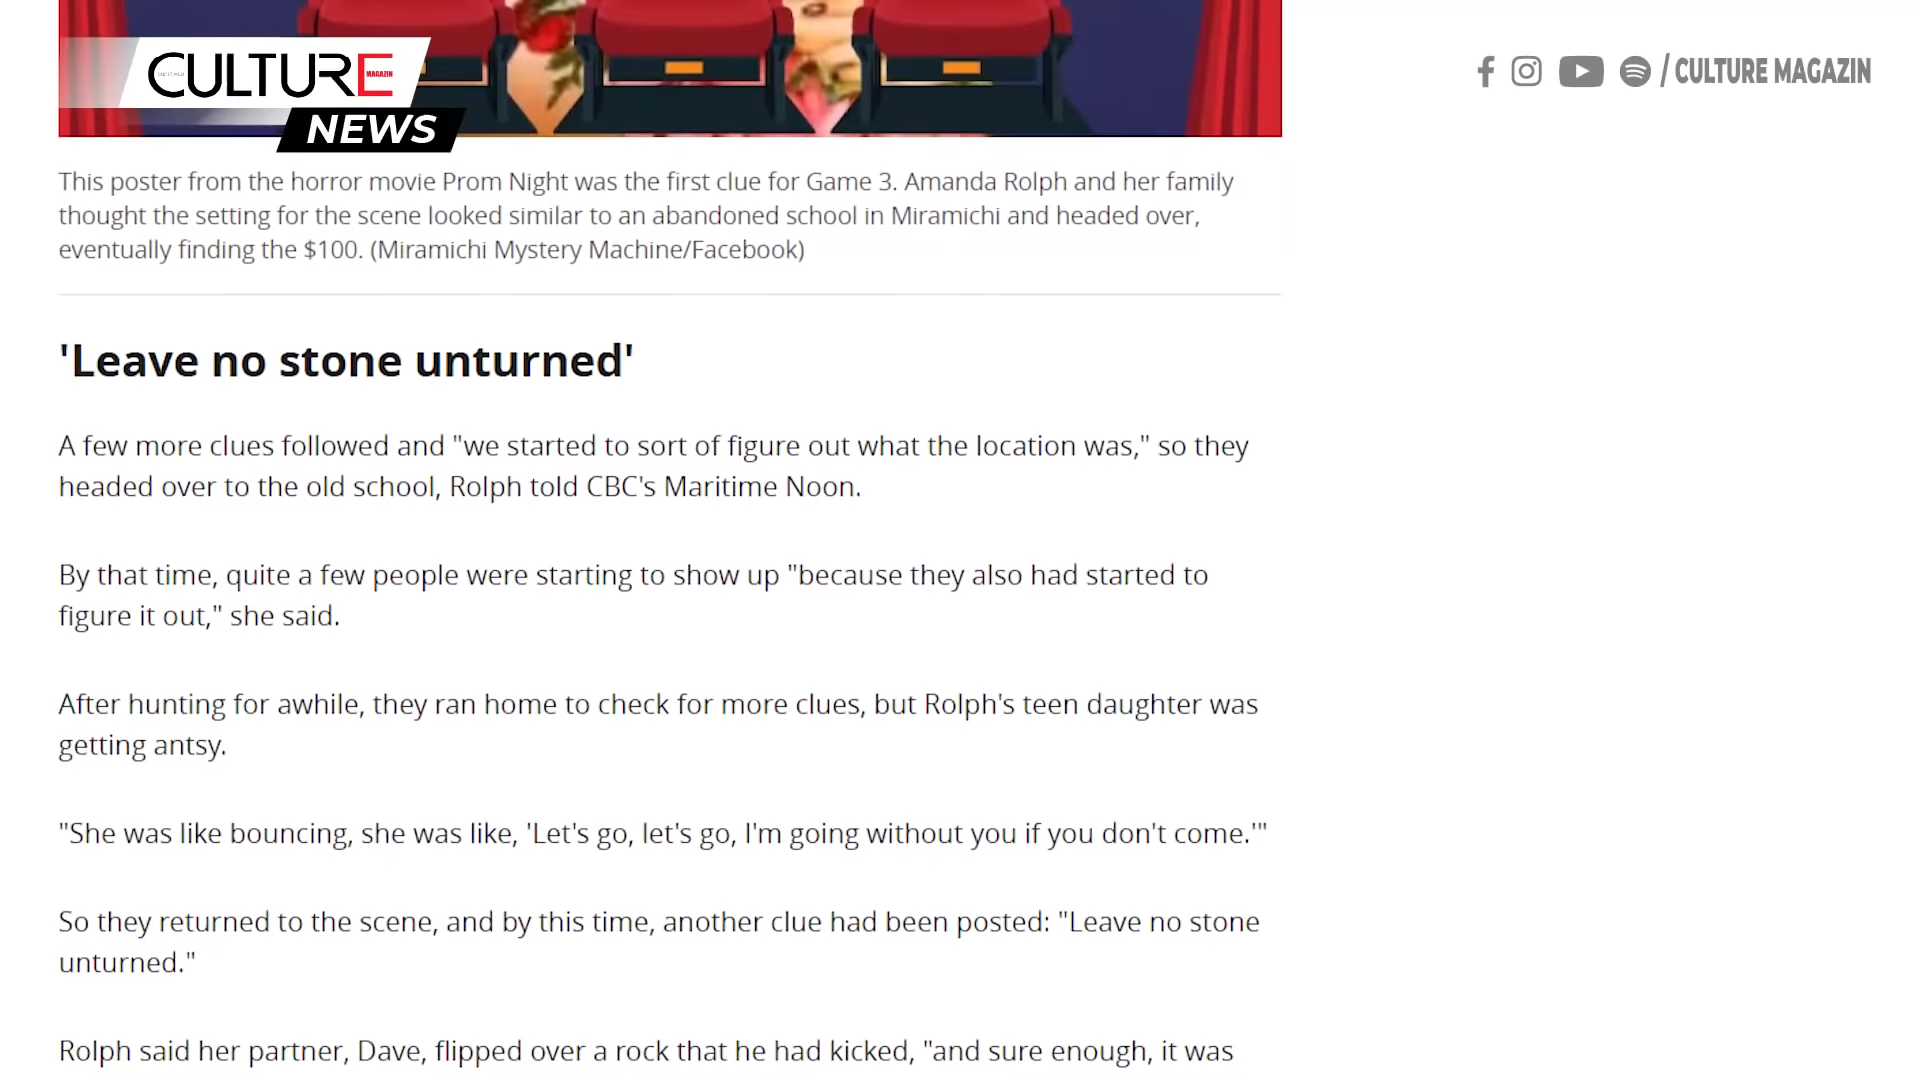 CULTURE
MAGAZIN
NEWS
/ CULTURE MAGAZIN
This poster from the horror movie Prom Night was the first clue for Game 3. Amanda Rolph and her family
thought the setting for the scene looked similar to an abandoned school in Miramichi and headed over,
eventually finding the $100. (Miramichi Mystery Machine/Facebook)
'Leave no stone unturned'
A few more clues followed and "we started to sort of figure out what the location was," so they
headed over to the old school, Rolph told CBC's Maritime Noon.
By that time, quite a few people were starting to show up "because they also had started to
figure it out," she said.
After hunting for awhile, they ran home to check for more clues, but Rolph's teen daughter was
getting antsy.
"She was like bouncing, she was like, 'Let's go, let's go, I'm going without you if you don't come.'"
So they returned to the scene, and by this time, another clue had been posted: "Leave no stone
unturned."
Rolph said her partner, Dave, flipped over a rock that he had kicked, "and sure enough, it was